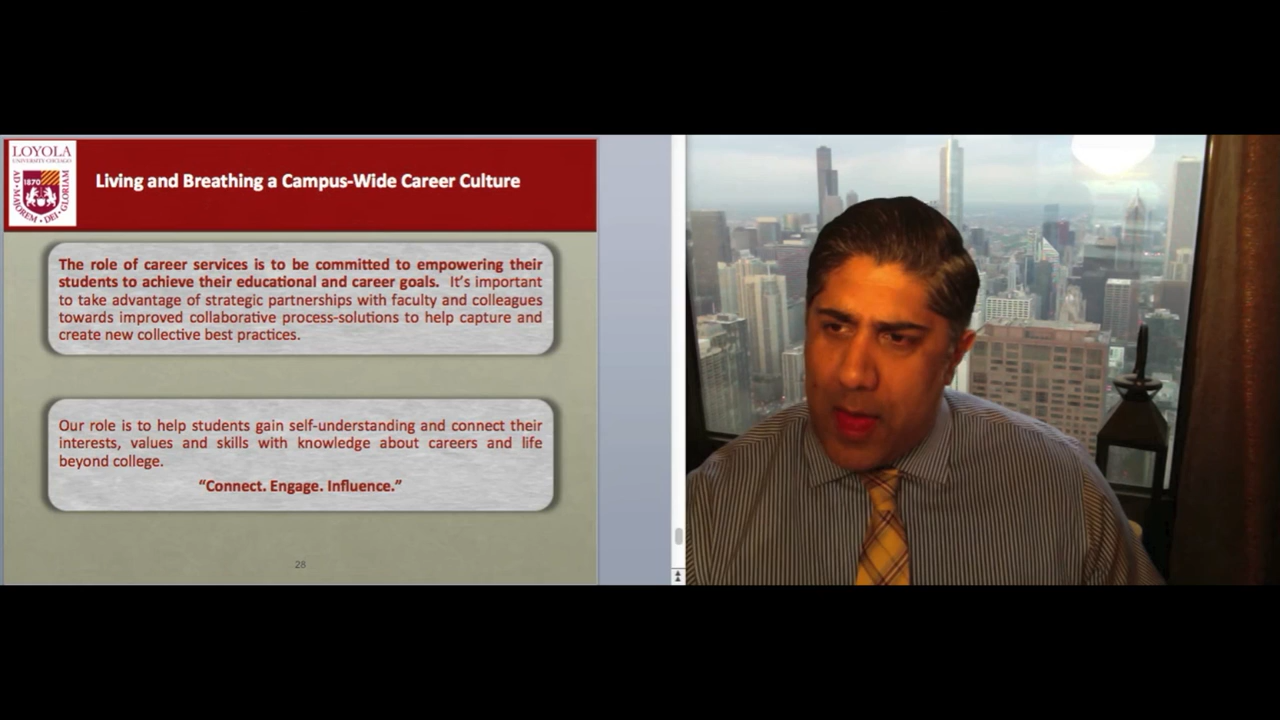 LOYOLA
UNIVERSITY CHICAGO
1870
AD • MAJOREM • DEI • GLORIAM
Living and Breathing a Campus-Wide Career Culture
The role of career services is to be committed to empowering their
students to achieve their educational and career goals. It's important
to take advantage of strategic partnerships with faculty and colleagues
towards improved collaborative process-solutions to help capture and
create new collective best practices.
Our role is to help students gain self-understanding and connect their
interests, values and skills with knowledge about careers and life
beyond college.
“Connect. Engage. Influence.”
28